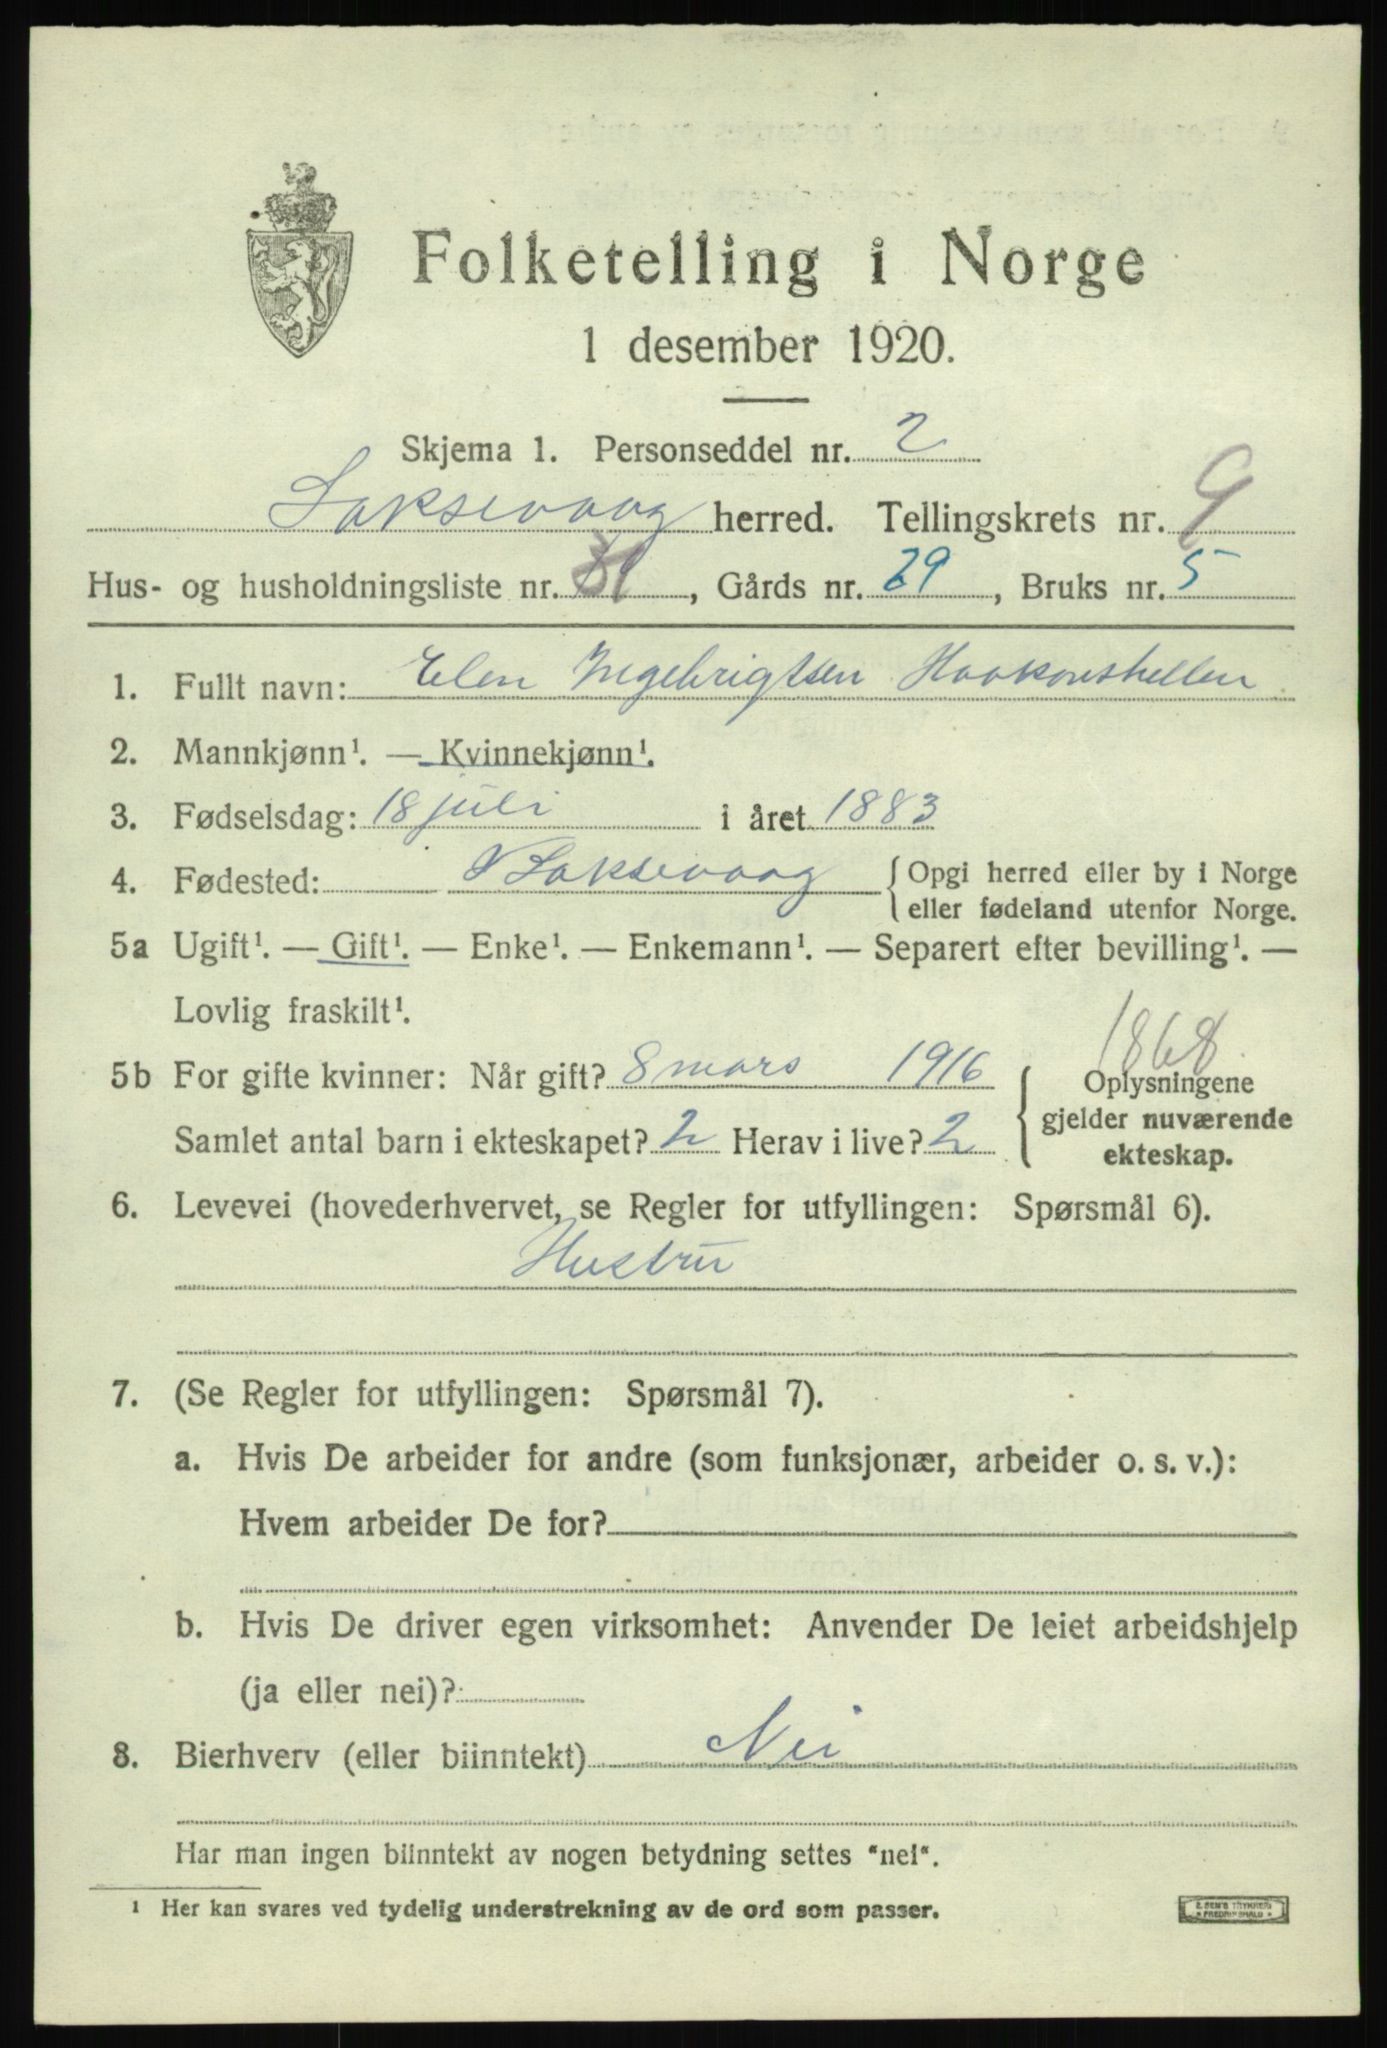 Folketelling i Norge
1 desember 1920.
Skjema 1. Personseddel nr. 2
Laksevaag herred. Tellingskrets nr. 9
Hus- og husholdningsliste nr. , Gårds nr. 29, Bruks nr. 5
1. Fullt navn: Elen Ingebrigtsen Haakonshellen
2. Mannkjønn¹. — Kvinnekjønn¹.
3. Fødselsdag: 18 juli i året 1883
4. Fødested: Laksevaag {Opgi herred eller by i Norge
eller fødeland utenfor Norge.
5a Ugift¹. — Gift¹. — Enke¹. — Enkemann¹. — Separert efter bevilling¹. —
Lovlig fraskilt¹.
1868
5b For gifte kvinner: Når gift? 8 mars 1916 { Oplysningene
gjelder nuværende
Samlet antal barn i ekteskapet? 2 Herav i live? 2
ekteskap.
6. Levevei (hovederhvervet, se Regler for utfyllingen: Spørsmål 6).
Hustru
7. (Se Regler for utfyllingen: Spørsmål 7).
a. Hvis De arbeider for andre (som funksjonær, arbeider o. s. v.):
Hvem arbeider De for?
b. Hvis De driver egen virksomhet: Anvender De leiet arbeidshjelp
(ja eller nei)?
8. Bierhverv (eller biinntekt) Nei
Har man ingen biinntekt av nogen betydning settes "nei".
¹ Her kan svares ved tydelig understrekning av de ord som passer.